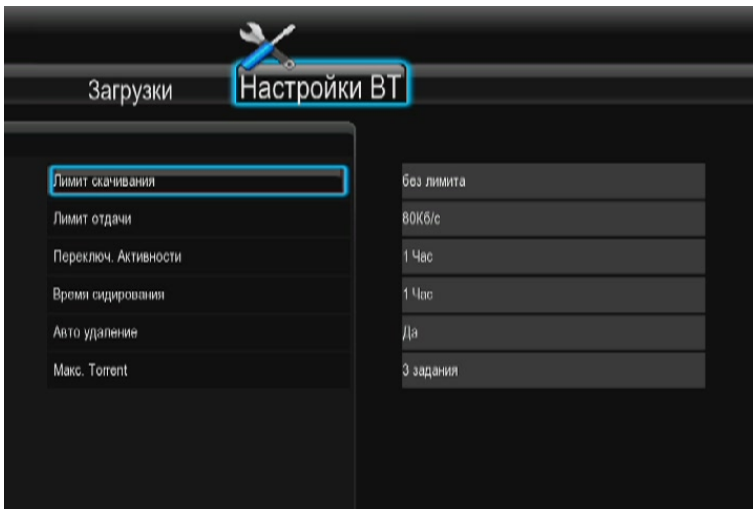 Загрузки
Настройки ВТ
Лимит скачивания
без лимита
Лимит отдачи
80Кб/с
Переключ. Активности
1 Час
Время сидирования
1 Час
Авто удаление
Да
Макс. Torrent
3 задания